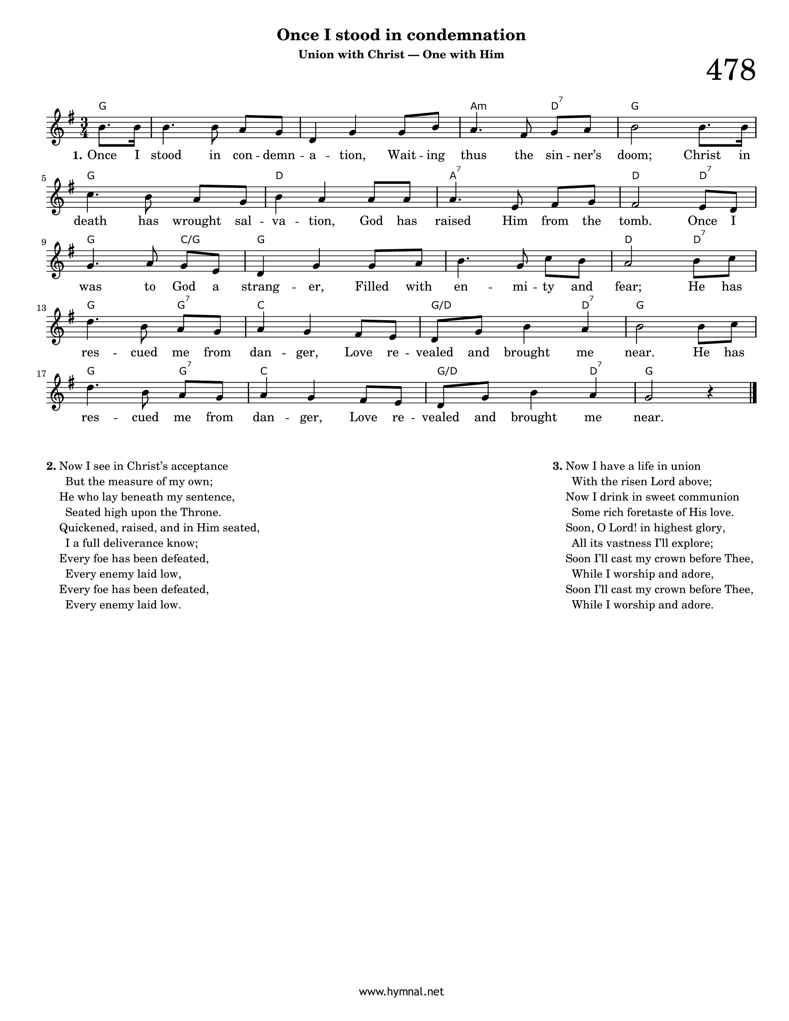 Once I stood in condemnation
Union with Christ — One with Him
478
G Am D7 G
3
4
1. Once I stood in con - demn - a - tion, Wait - ing thus the sin - ner's doom; Christ in
5 G D A7 D D7
death has wrought sal - va - tion, God has raised Him from the tomb. Once I
9 G C/G G D D7
was to God a strang - er, Filled with en - mi - ty and fear; He has
13 G G7 C G/D D7 G
res - cued me from dan - ger, Love re - vealed and brought me near. He has
17 G G7 C G/D D7 G
res - cued me from dan - ger, Love re - vealed and brought me near.
2. Now I see in Christ's acceptance
But the measure of my own;
He who lay beneath my sentence,
Seated high upon the Throne.
Quickened, raised, and in Him seated,
I a full deliverance know;
Every foe has been defeated,
Every enemy laid low,
Every foe has been defeated,
Every enemy laid low.
3. Now I have a life in union
With the risen Lord above;
Now I drink in sweet communion
Some rich foretaste of His love.
Soon, O Lord! in highest glory,
All its vastness I'll explore;
Soon I'll cast my crown before Thee,
While I worship and adore,
Soon I'll cast my crown before Thee,
While I worship and adore.
www.hymnal.net